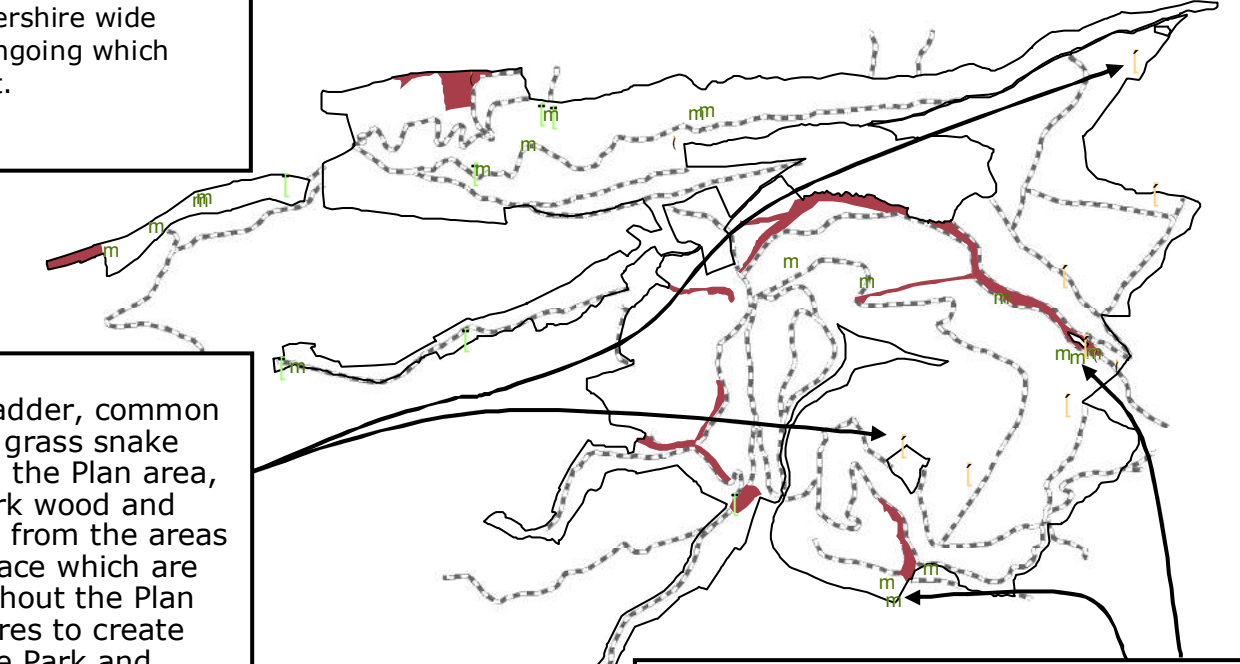 ershire wide
ngoing which
t.
adder, common
grass snake
the Plan area,
rk wood and
from the areas
ace which are
hout the Plan
res to create
e Park and